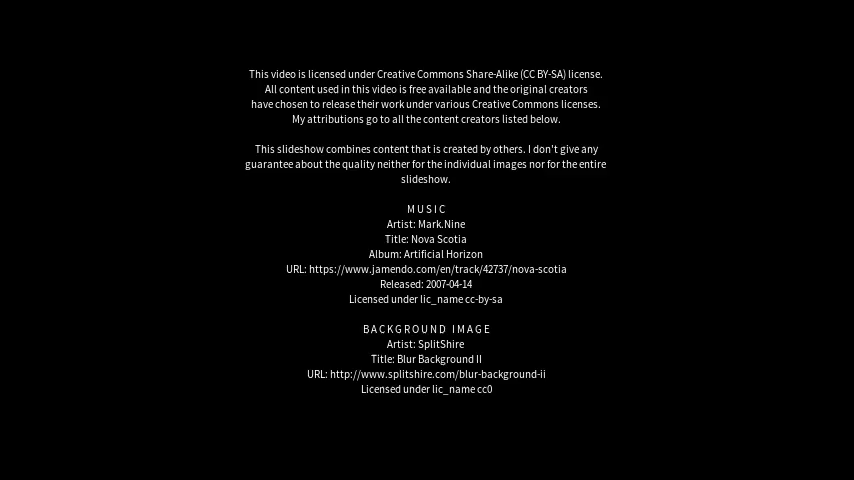 This video is licensed under Creative Commons Share-Alike (CC BY-SA) license.
All content used in this video is free available and the original creators
have chosen to release their work under various Creative Commons licenses.
My attributions go to all the content creators listed below.
This slideshow combines content that is created by others. I don't give any
guarantee about the quality neither for the individual images nor for the entire
slideshow.
MUSIC
Artist: Mark.Nine
Title: Nova Scotia
Album: Artificial Horizon
URL: https://www.jamendo.com/en/track/42737/nova-scotia
Released: 2007-04-14
Licensed under lic_name cc-by-sa
BACKGROUND IMAGE
Artist: SplitShire
Title: Blur Background II
URL: http://www.splitshire.com/blur-background-ii
Licensed under lic_name cc0